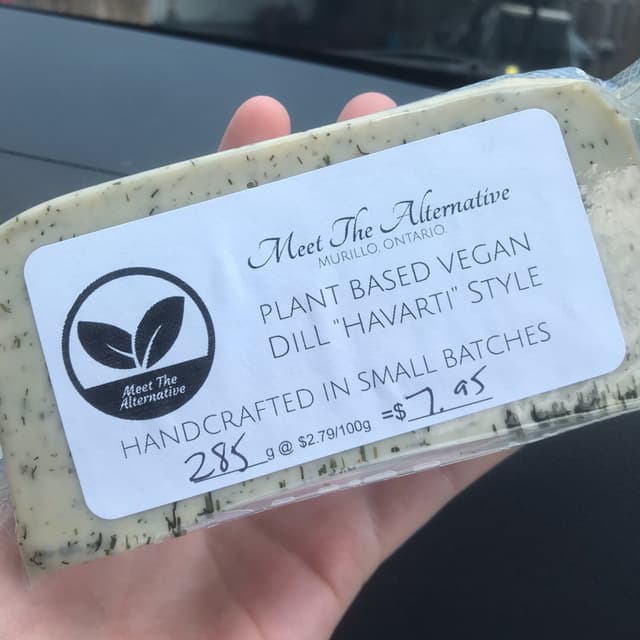 Meet The Alternative
MURILLO, ONTARIO
PLANT BASED VEGAN
DILL "HAVARTI" STYLE
HANDCRAFTED IN SMALL BATCHES
285 g @ $2.79/100g =$ 7.95
Meet The
Alternative